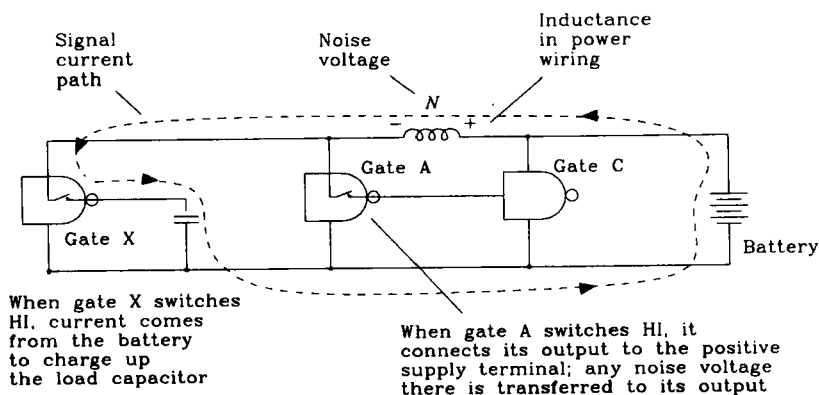 Signal
current
path
Noise
voltage
Inductance
in power
wiring
N
− +
Gate A
Gate C
Gate X
Battery
When gate X switches
HI, current comes
from the battery
to charge up
the load capacitor
When gate A switches HI, it
connects its output to the positive
supply terminal; any noise voltage
there is transferred to its output